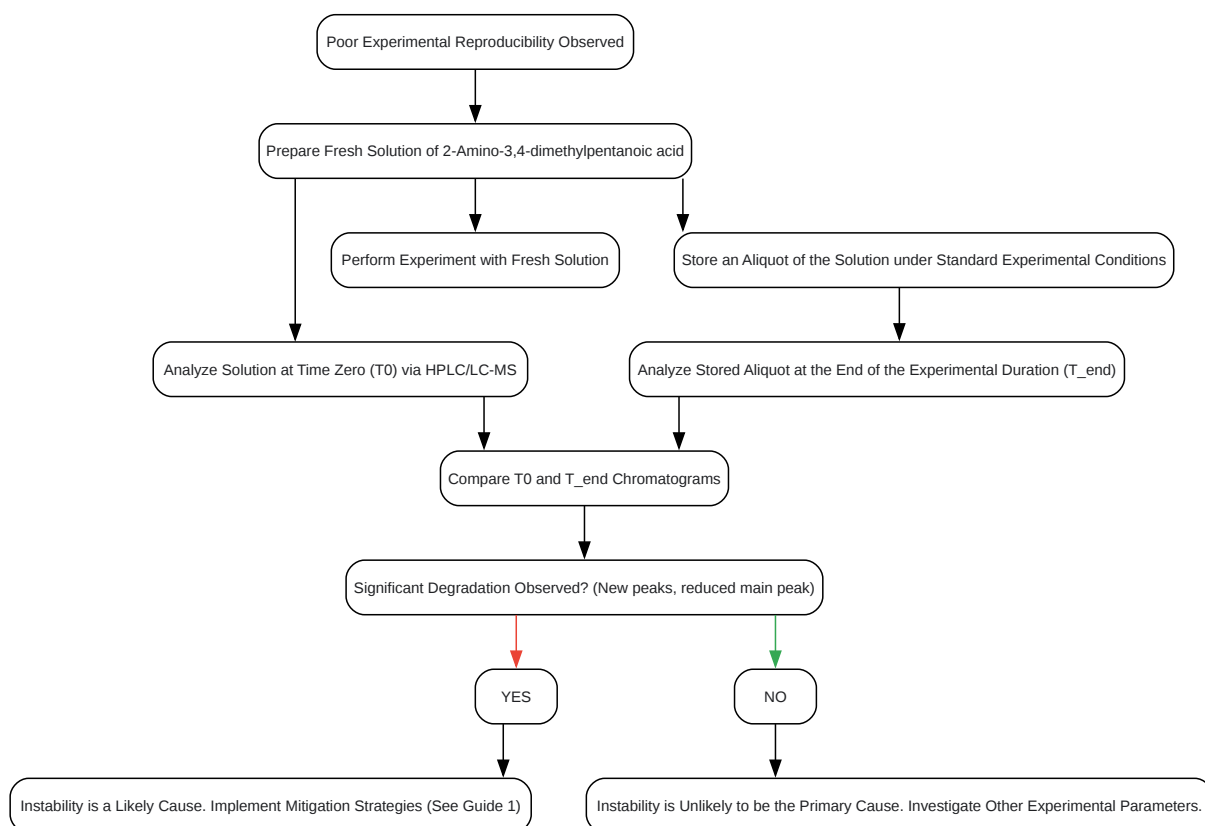 Poor Experimental Reproducibility Observed
Prepare Fresh Solution of 2-Amino-3,4-dimethylpentanoic acid
Perform Experiment with Fresh Solution
Store an Aliquot of the Solution under Standard Experimental Conditions
Analyze Solution at Time Zero (T0) via HPLC/LC-MS
Analyze Stored Aliquot at the End of the Experimental Duration (T_end)
Compare T0 and T_end Chromatograms
Significant Degradation Observed? (New peaks, reduced main peak)
YES
NO
Instability is a Likely Cause. Implement Mitigation Strategies (See Guide 1)
Instability is Unlikely to be the Primary Cause. Investigate Other Experimental Parameters.